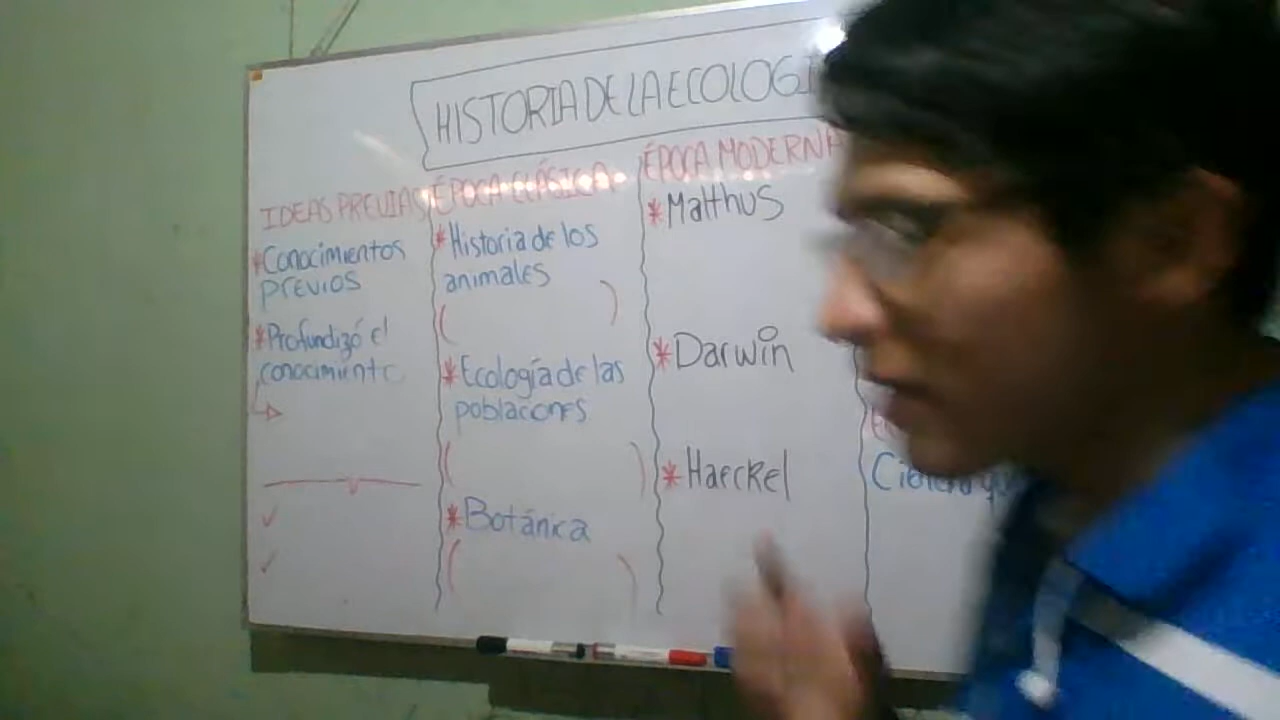 HISTORIA DE LA ECOLOGI
IDEAS PREVIAS
*Conocimientos
previos
*Profundizó el
conocimiento
ÉPOCA CLÁSICA
*Historia de los
animales
( )
*Ecología de las
poblacones
( )
*Botánica
( )
ÉPOCA MODERNA
*Malthus
*Darwin
*Haeckel